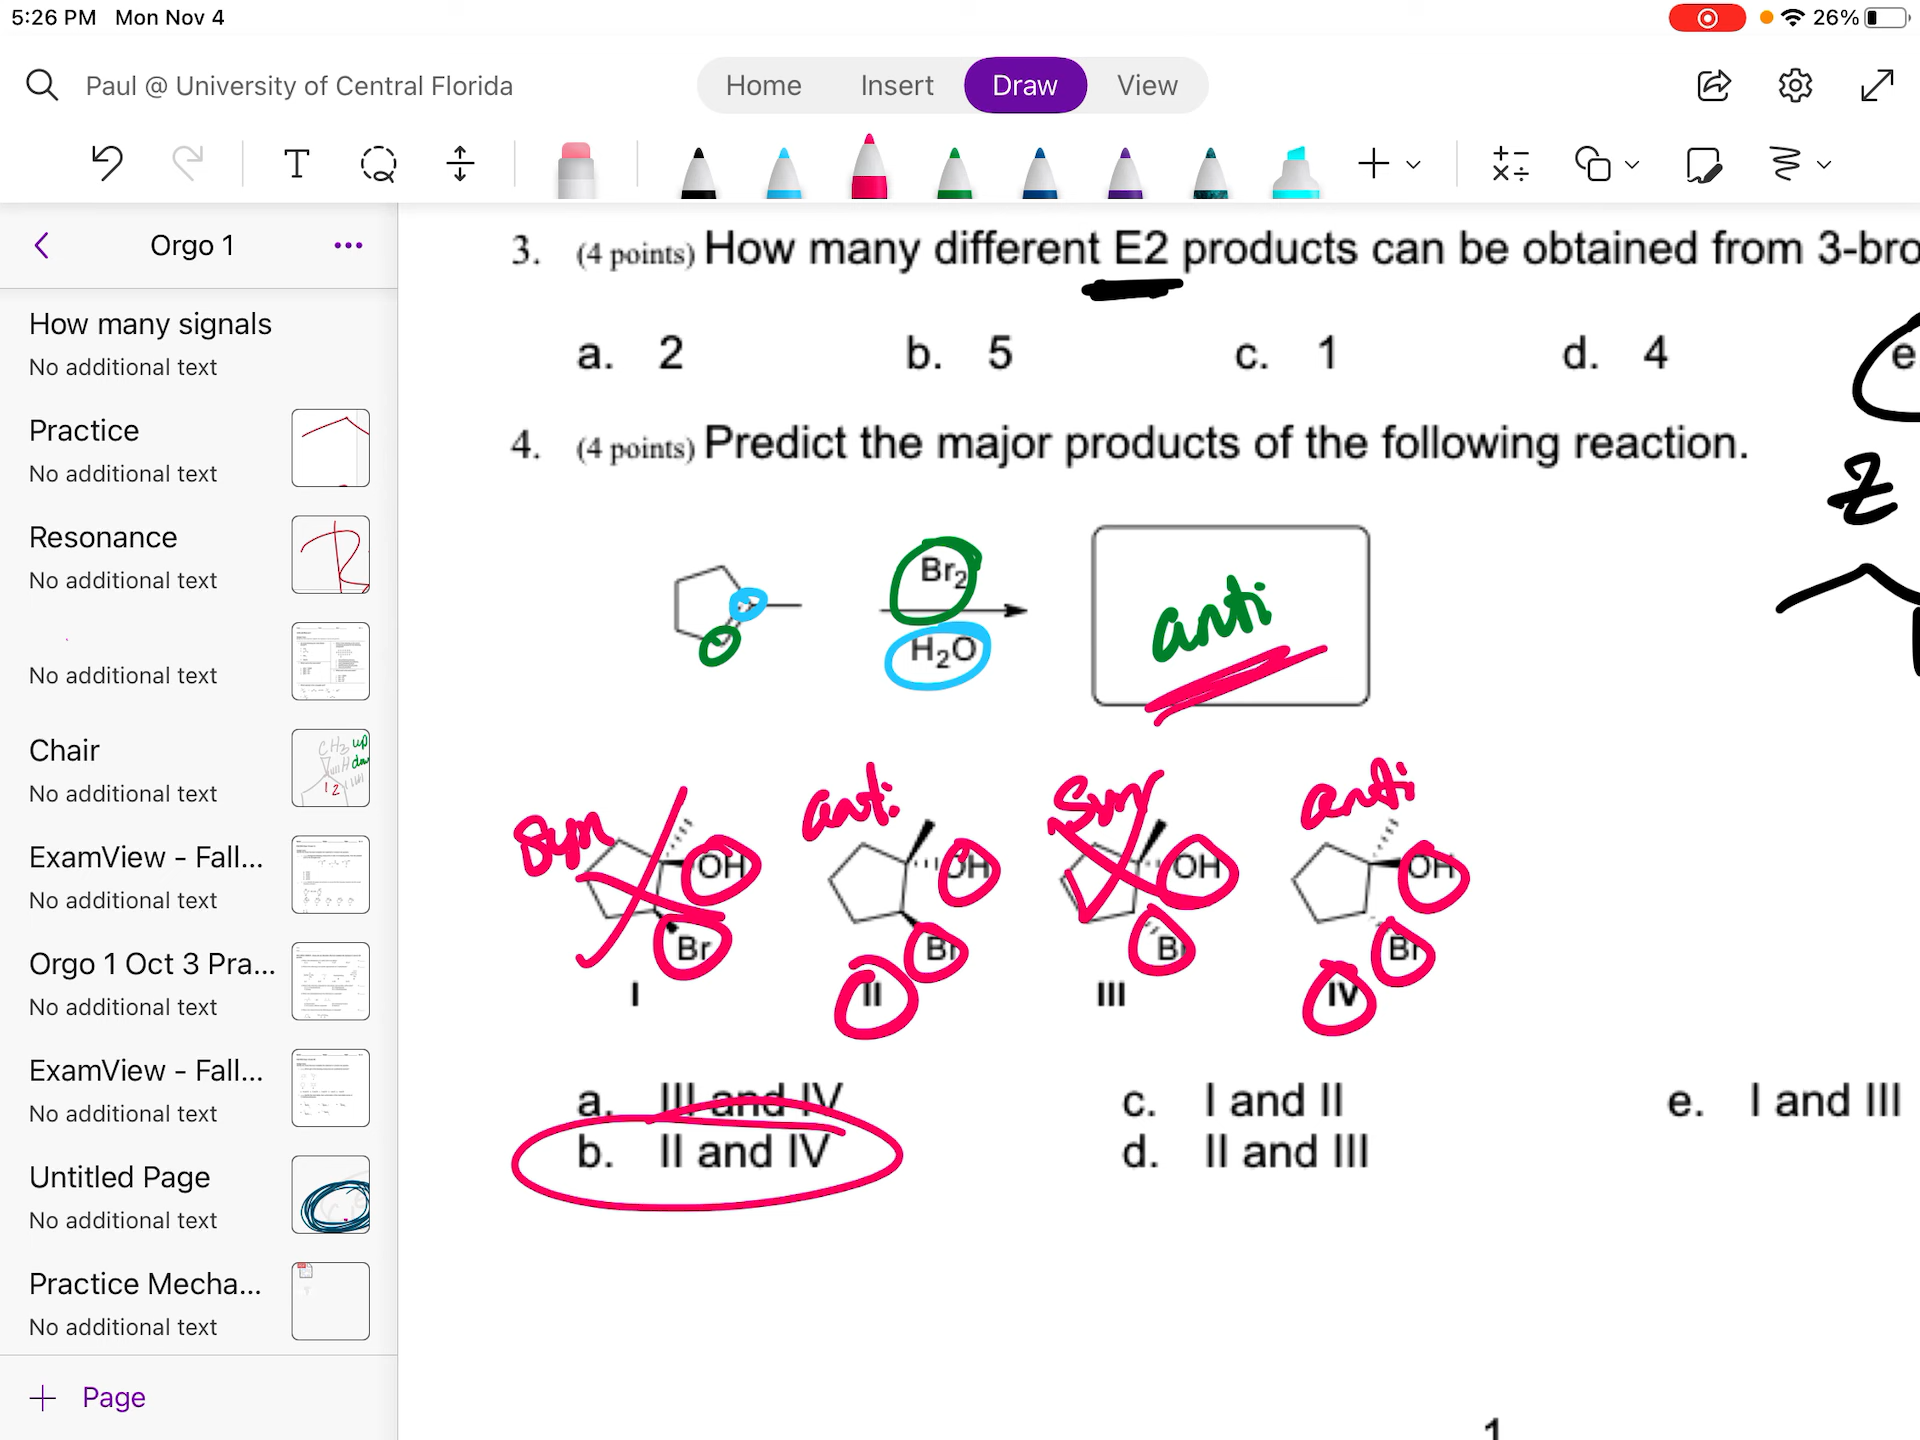 5:26 PM Mon Nov 4
26%
Paul @ University of Central Florida
Home Insert Draw View
Orgo 1
How many signals
No additional text
Practice
No additional text
Resonance
No additional text
No additional text
Chair
No additional text
CH3 up
H
1 2
ExamView - Fall...
No additional text
Orgo 1 Oct 3 Pra...
No additional text
ExamView - Fall...
No additional text
Untitled Page
No additional text
Practice Mecha...
No additional text
+ Page
3. (4 points) How many different E2 products can be obtained from 3-bro
a. 2 b. 5 c. 1 d. 4 e
4. (4 points) Predict the major products of the following reaction.
Z
Br2
H2O
anti
Syn anti Syn anti
OH OH OH OH
Br Br Br Br
I II III IV
a. III and IV c. I and II e. I and III
b. II and IV d. II and III
1